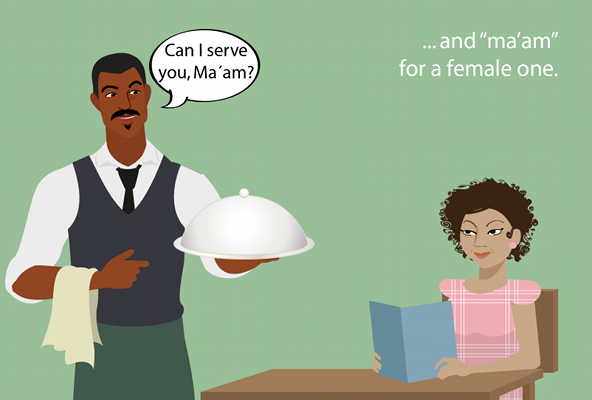 Can I serve
you, Ma´am?
... and “ma’am”
for a female one.